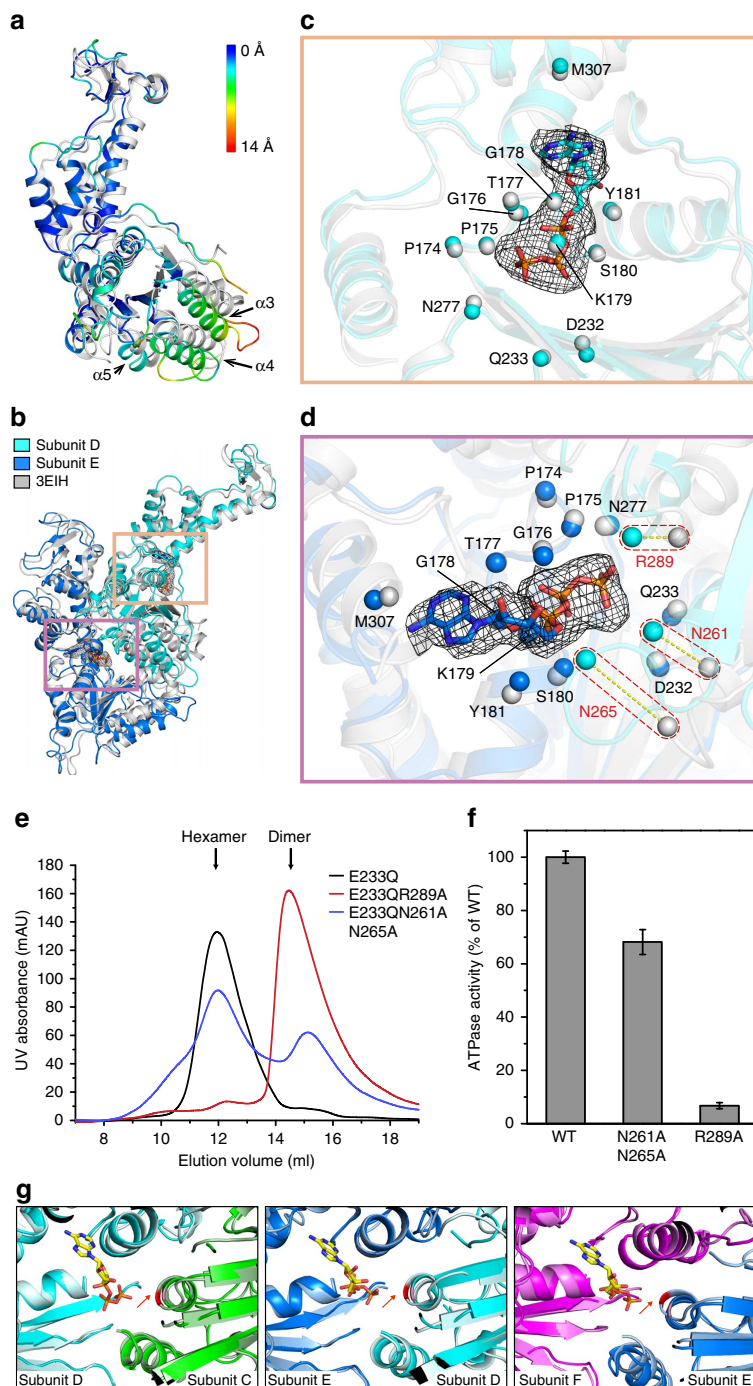 a
0 Å
14 Å
α3
α4
α5
b
Subunit D
Subunit E
3EIH
c
M307
G178
T177
Y181
G176
P175
P174
S180
K179
N277
D232
Q233
d
P174
P175
N277
G176
T177
R289
G178
Q233
M307
N261
K179
D232
S180
Y181
N265
e
Hexamer
Dimer
180
160
140
120
100
80
60
40
20
0
UV absorbance (mAU)
E233Q
E233QR289A
E233QN261A
N265A
8
10
12
14
16
18
Elution volume (ml)
f
100
80
60
40
20
0
ATPase activity (% of WT)
WT
N261A
N265A
R289A
g
Subunit D
Subunit C
Subunit E
Subunit D
Subunit F
Subunit E